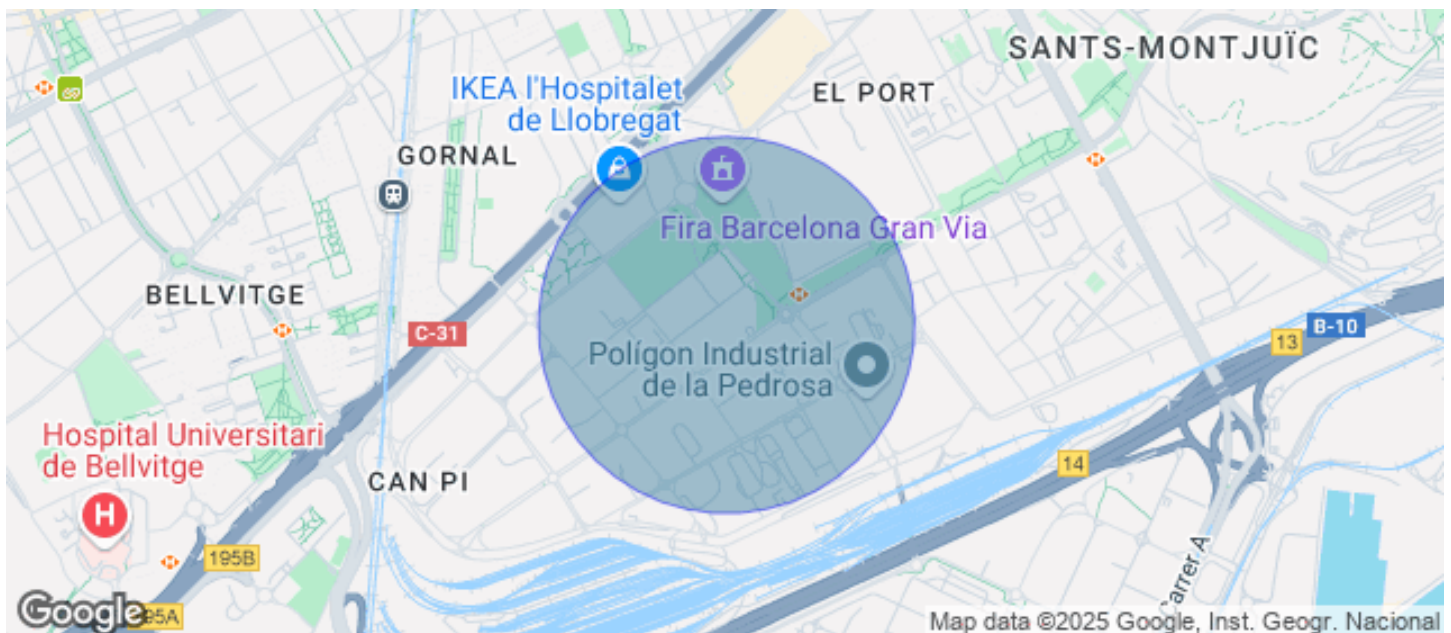 SANTS-MONTJUÏC
IKEA l'Hospitalet
de Llobregat
EL PORT
GORNAL
Fira Barcelona Gran Via
BELLVITGE
C-31
B-10
13
Polígon Industrial
de la Pedrosa
Hospital Universitari
de Bellvitge
14
CAN PI
H
195B
Carrer A
Google
195A
Map data ©2025 Google, Inst. Geogr. Nacional